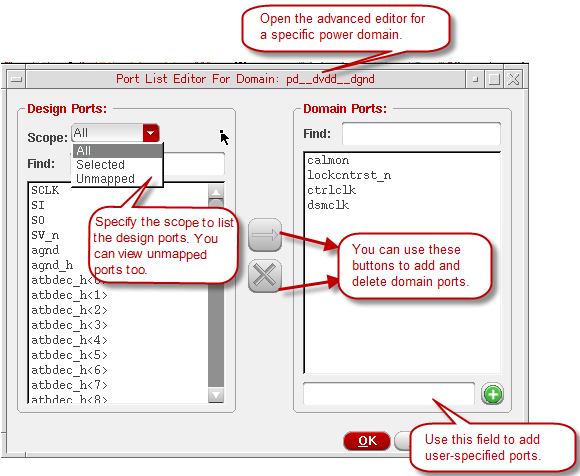 Open the advanced editor for
a specific power domain.
Port List Editor For Domain: pd__dvdd__dgnd
Design Ports:
Scope:
All
All
Selected
Unmapped
Find:
SCLK
SI
SO
SV_n
agnd
agnd_h
atbdec_h<0>
atbdec_h<1>
atbdec_h<2>
atbdec_h<3>
atbdec_h<4>
atbdec_h<5>
atbdec_h<6>
atbdec_h<7>
atbdec_h<8>
Specify the scope to list
the design ports. You
can view unmapped
ports too.
Domain Ports:
Find:
calmon
lockcntrst_n
ctrlclk
dsmclk
You can use these
buttons to add and
delete domain ports.
OK
Use this field to add
user-specified ports.